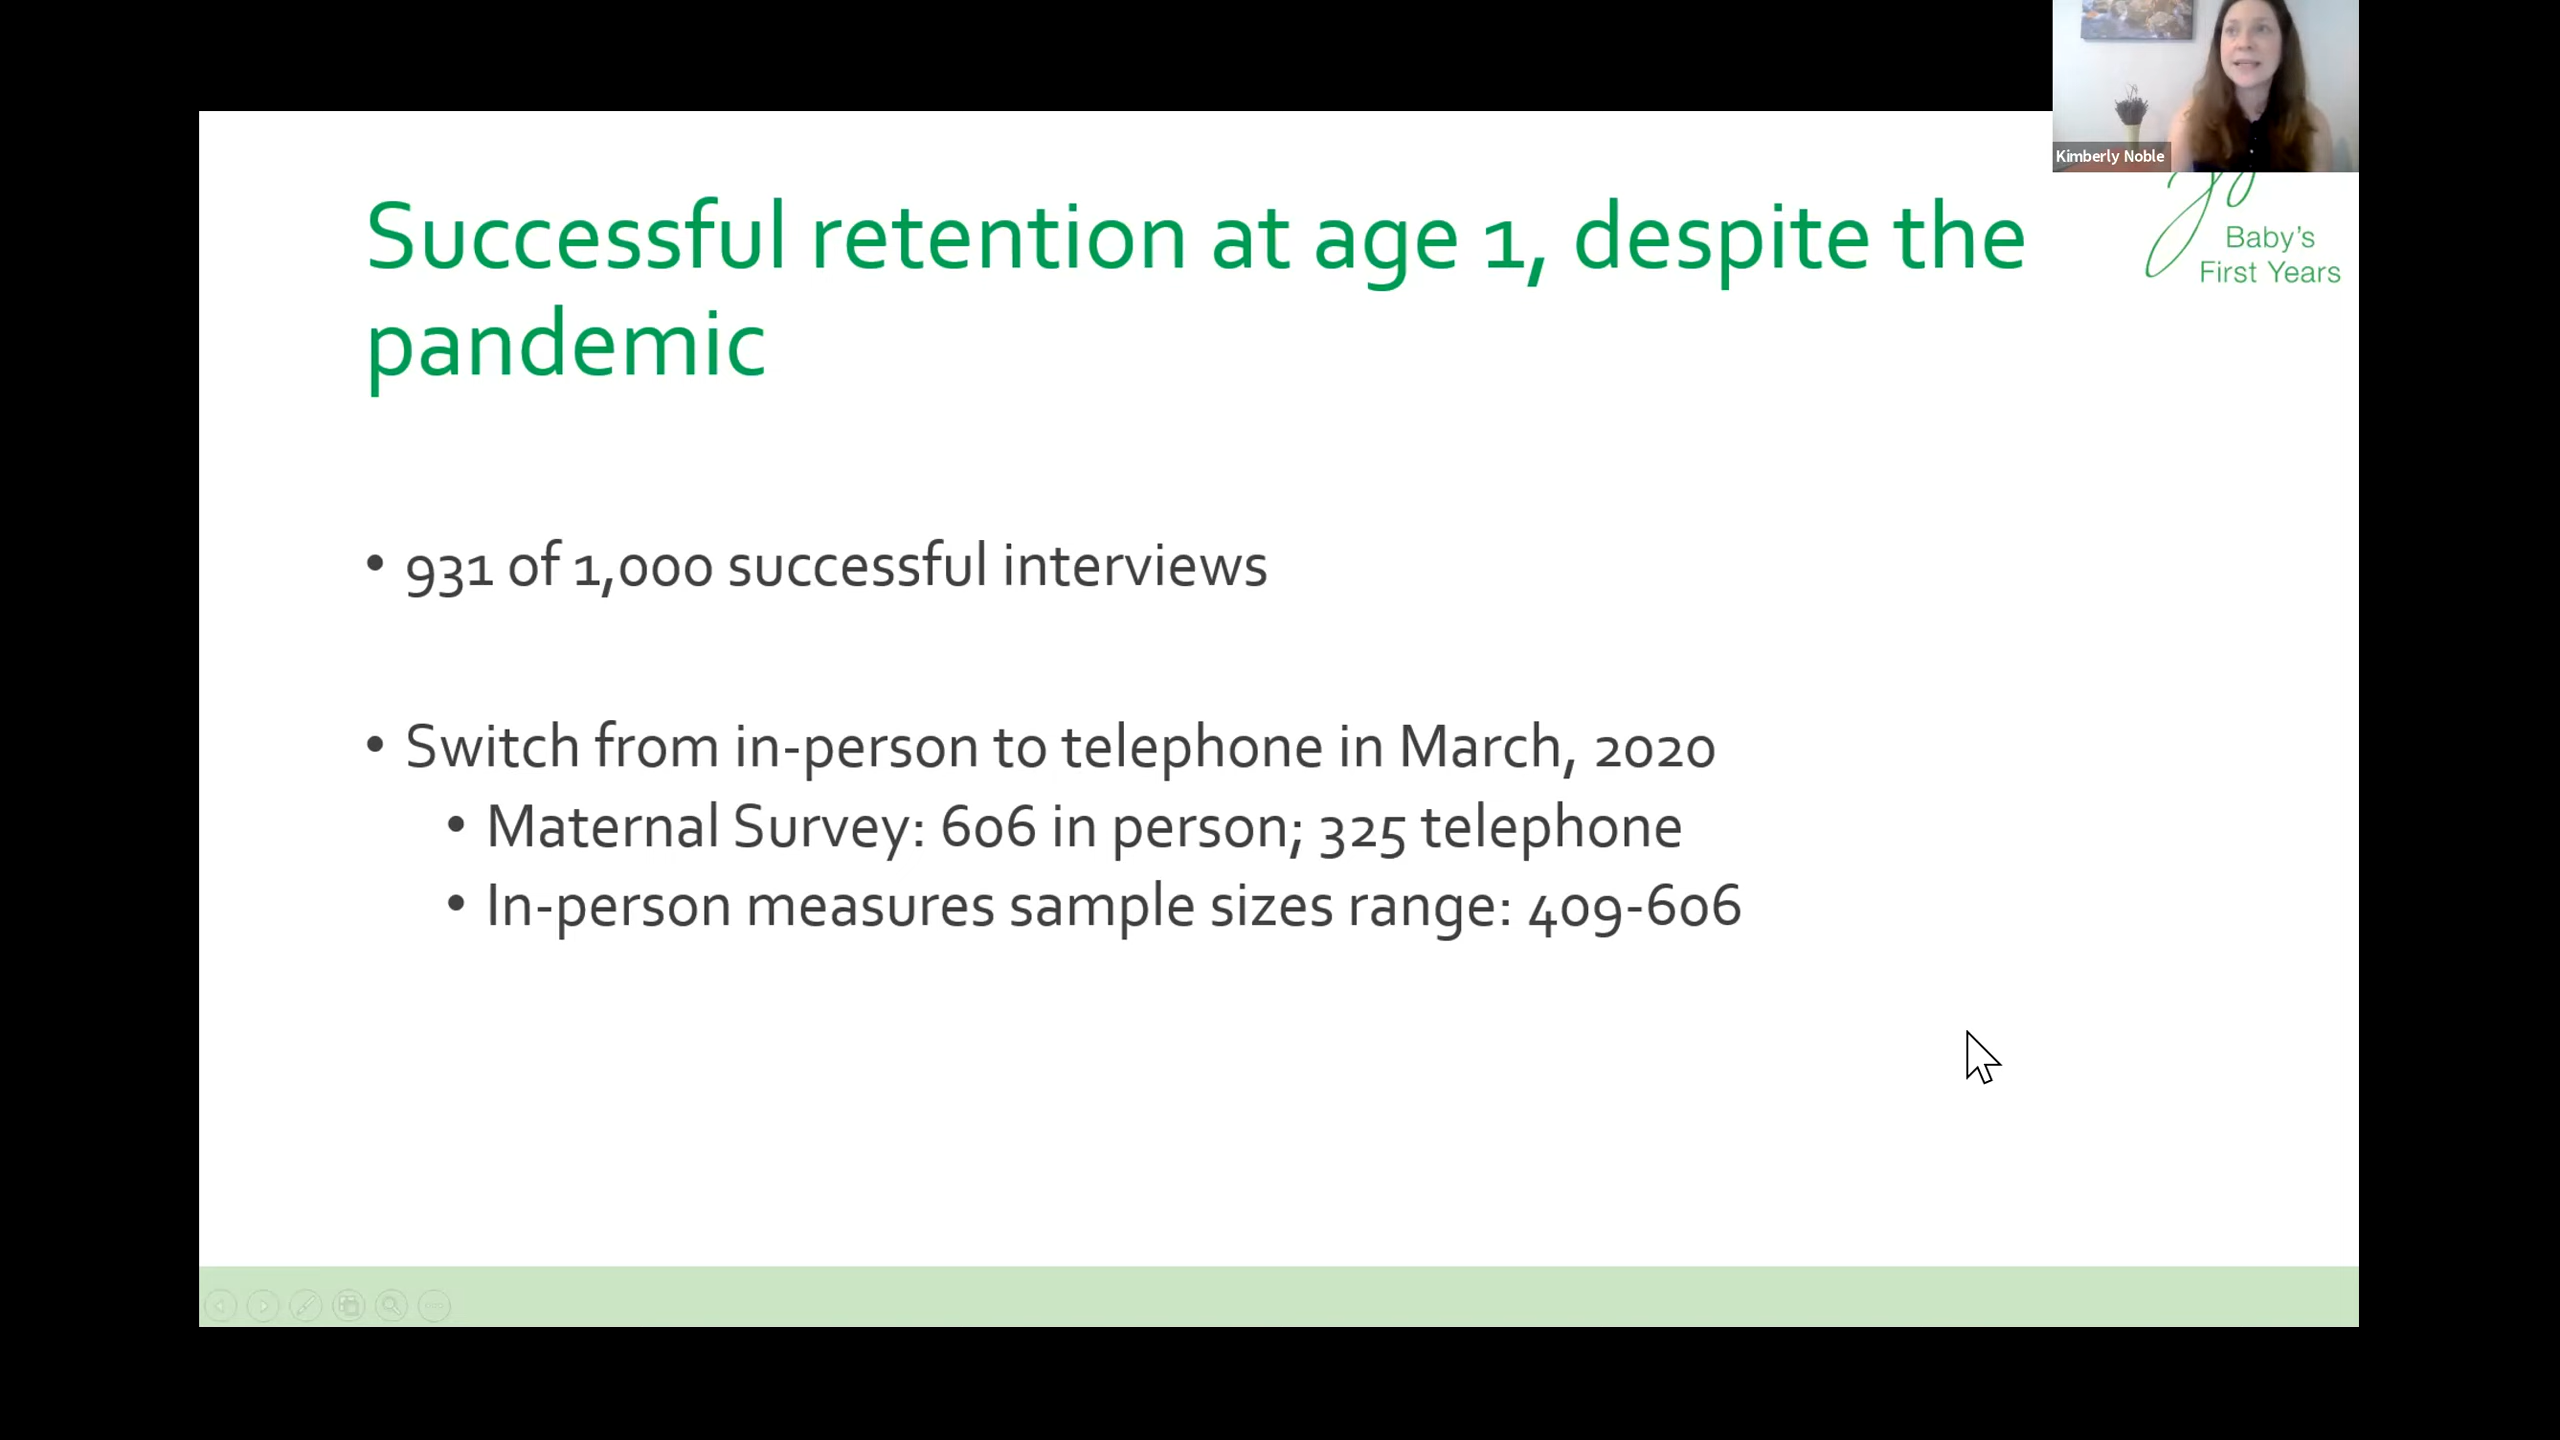 Kimberly Noble
Successful retention at age 1, despite the
pandemic
Baby's
First Years
• 931 of 1,000 successful interviews
• Switch from in-person to telephone in March, 2020
• Maternal Survey: 606 in person; 325 telephone
• In-person measures sample sizes range: 409-606